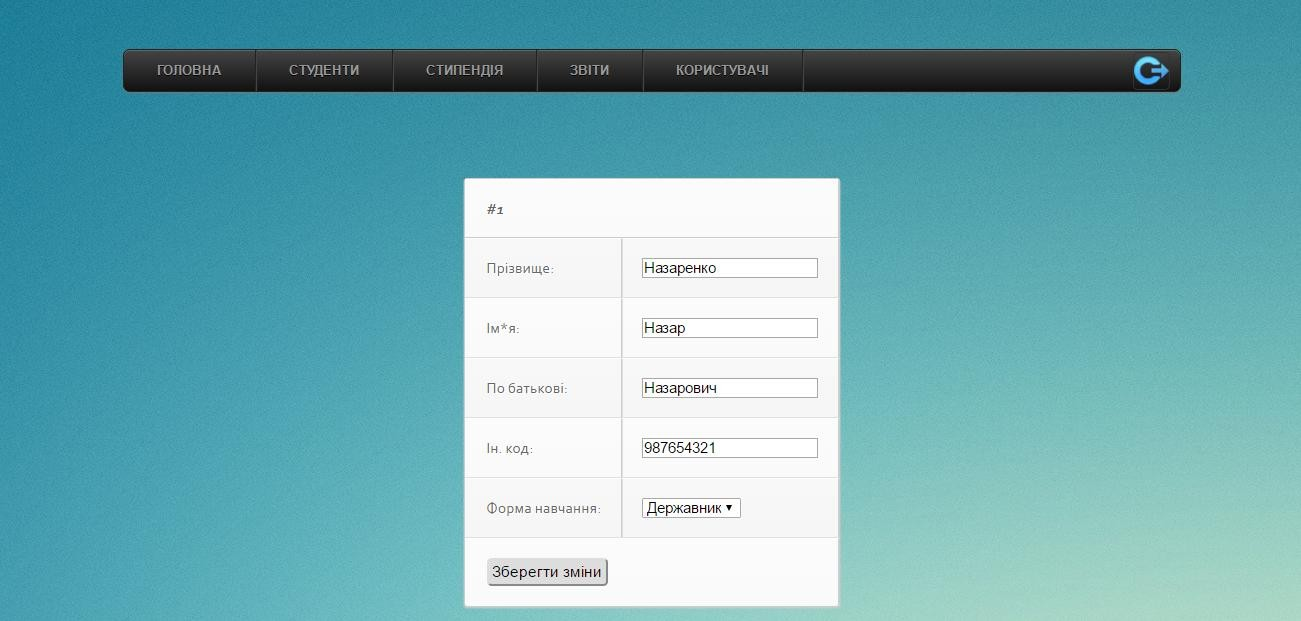 ГОЛОВНА СТУДЕНТИ СТИПЕНДІЯ ЗВІТИ КОРИСТУВАЧІ
#1
Прізвище: Назаренко
Ім*я: Назар
По батькові: Назарович
Ін. код: 987654321
Форма навчання: Державник
Зберегти зміни